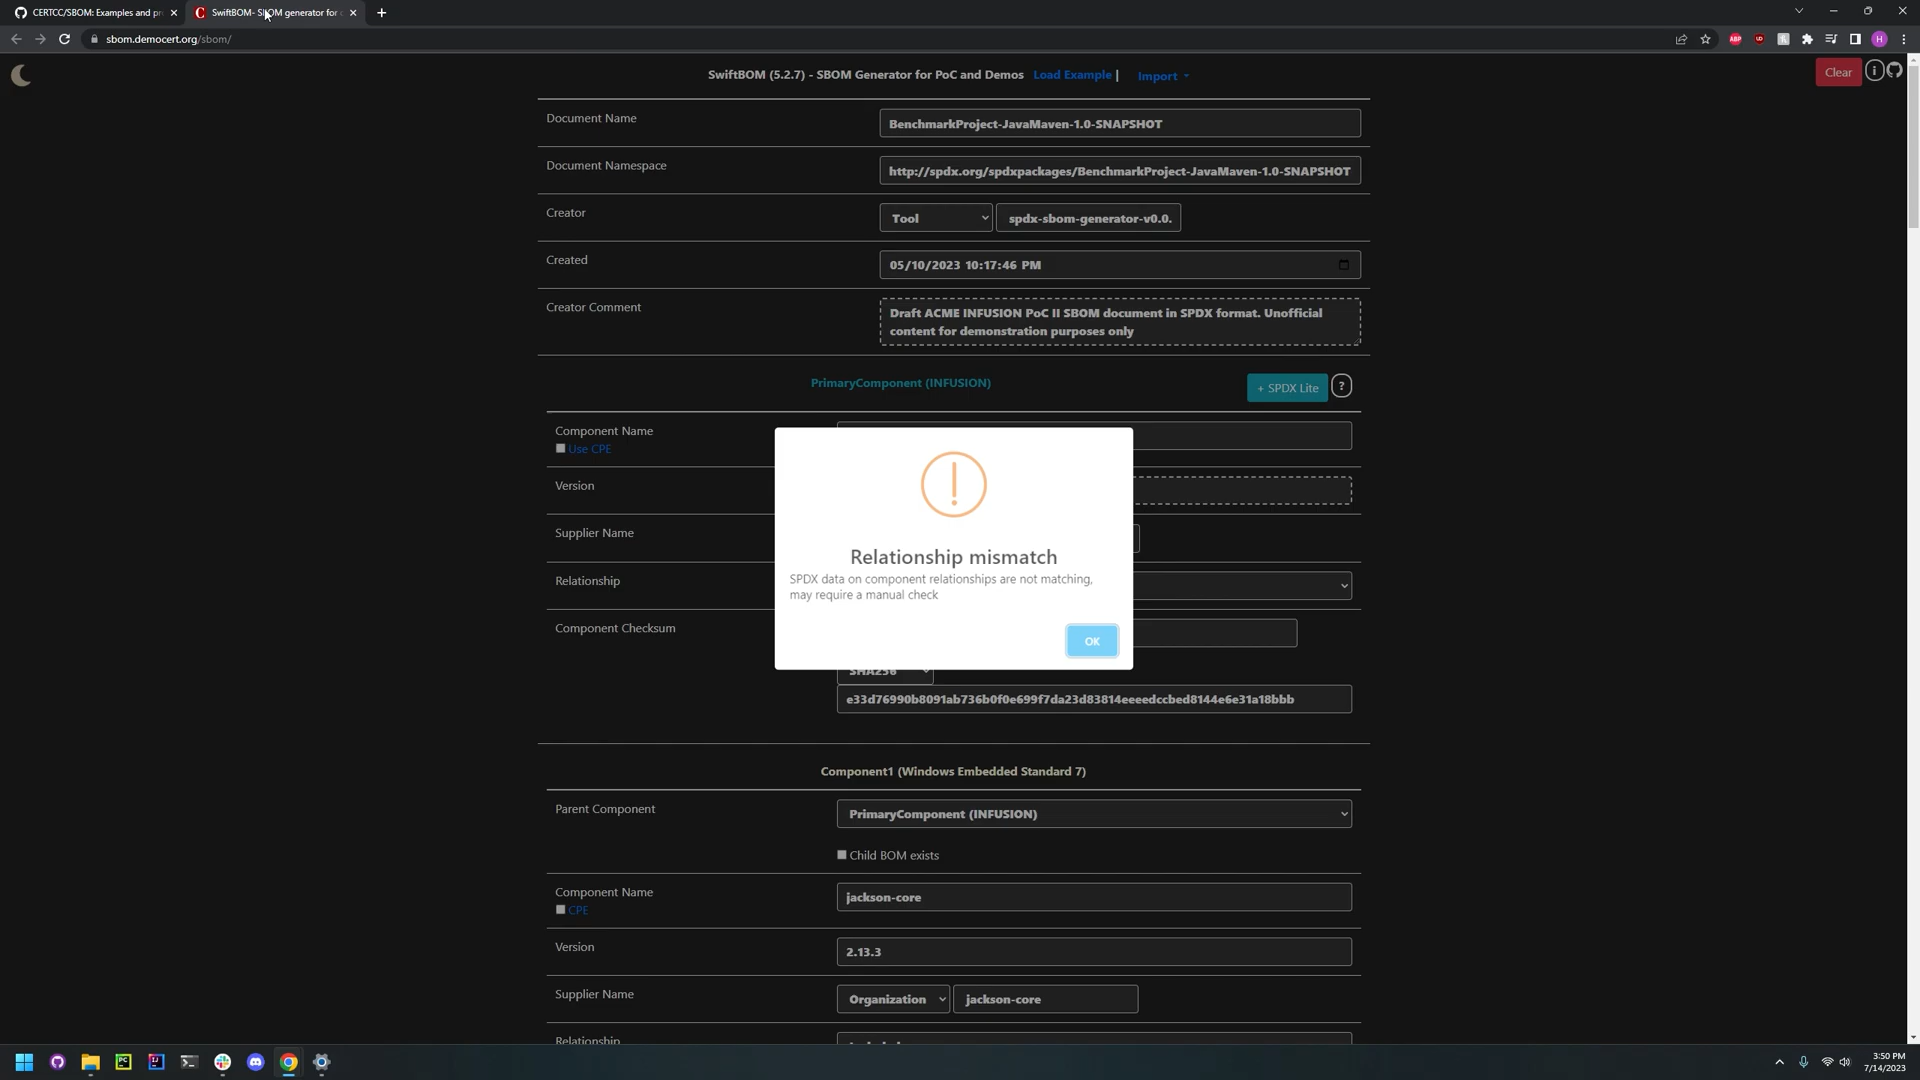 CERTCC/SBOM: Examples and pr
SwiftBOM- SBOM generator for
sbom.democert.org/sbom/
SwiftBOM (5.2.7) - SBOM Generator for PoC and Demos Load Example | Import
Clear
Document Name
BenchmarkProject-JavaMaven-1.0-SNAPSHOT
Document Namespace
http://spdx.org/spdxpackages/BenchmarkProject-JavaMaven-1.0-SNAPSHOT
Creator
Tool
spdx-sbom-generator-v0.0.
Created
05/10/2023 10:17:46 PM
Creator Comment
Draft ACME INFUSION PoC II SBOM document in SPDX format. Unofficial
content for demonstration purposes only
PrimaryComponent (INFUSION)
+ SPDX Lite
?
Component Name
Use CPE
Version
Supplier Name
Relationship
Component Checksum
Relationship mismatch
SPDX data on component relationships are not matching,
may require a manual check
OK
SHA256
e33d76990b8091ab736b0f0e699f7da23d83814eeeedccbed8144e6e31a18bbb
Component1 (Windows Embedded Standard 7)
Parent Component
PrimaryComponent (INFUSION)
Child BOM exists
Component Name
CPE
jackson-core
Version
2.13.3
Supplier Name
Organization
jackson-core
Relationship
3:50 PM
7/14/2023